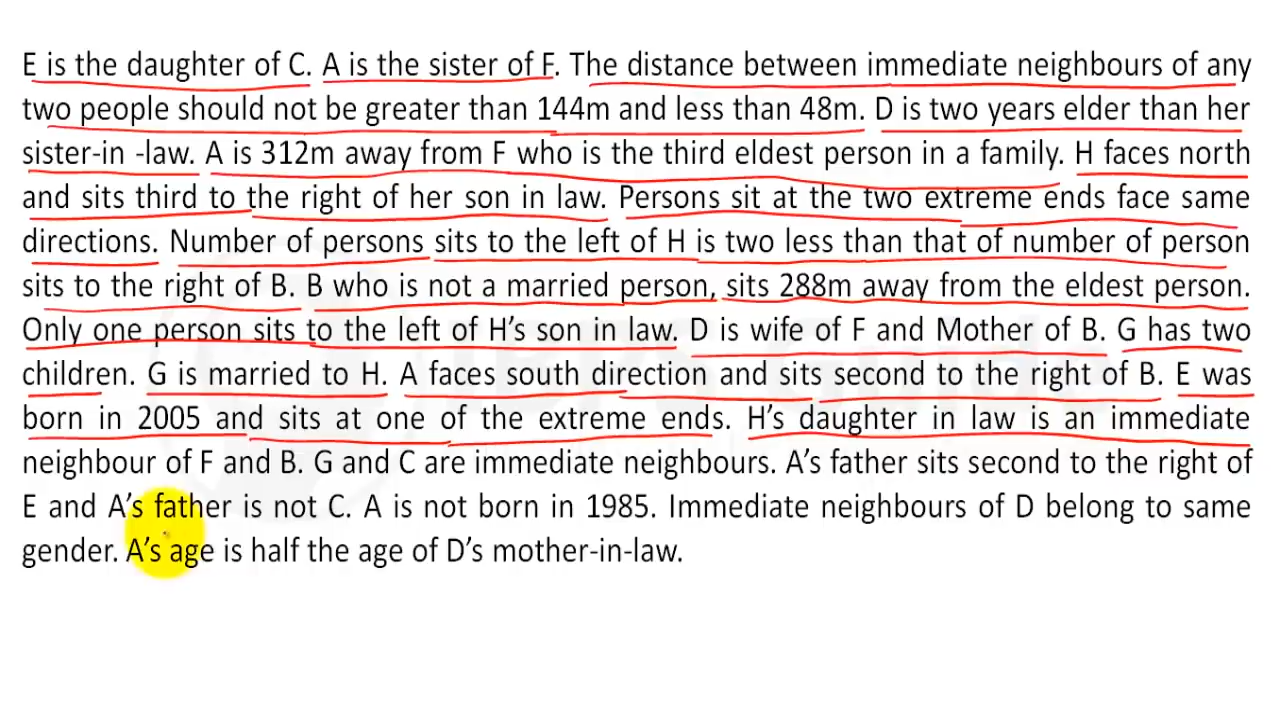 E is the daughter of C. A is the sister of F. The distance between immediate neighbours of any
two people should not be greater than 144m and less than 48m. D is two years elder than her
sister-in -law. A is 312m away from F who is the third eldest person in a family. H faces north
and sits third to the right of her son in law. Persons sit at the two extreme ends face same
directions. Number of persons sits to the left of H is two less than that of number of person
sits to the right of B. B who is not a married person, sits 288m away from the eldest person.
Only one person sits to the left of H's son in law. D is wife of F and Mother of B. G has two
children. G is married to H. A faces south direction and sits second to the right of B. E was
born in 2005 and sits at one of the extreme ends. H's daughter in law is an immediate
neighbour of F and B. G and C are immediate neighbours. A's father sits second to the right of
E and A's father is not C. A is not born in 1985. Immediate neighbours of D belong to same
gender. A's age is half the age of D's mother-in-law.